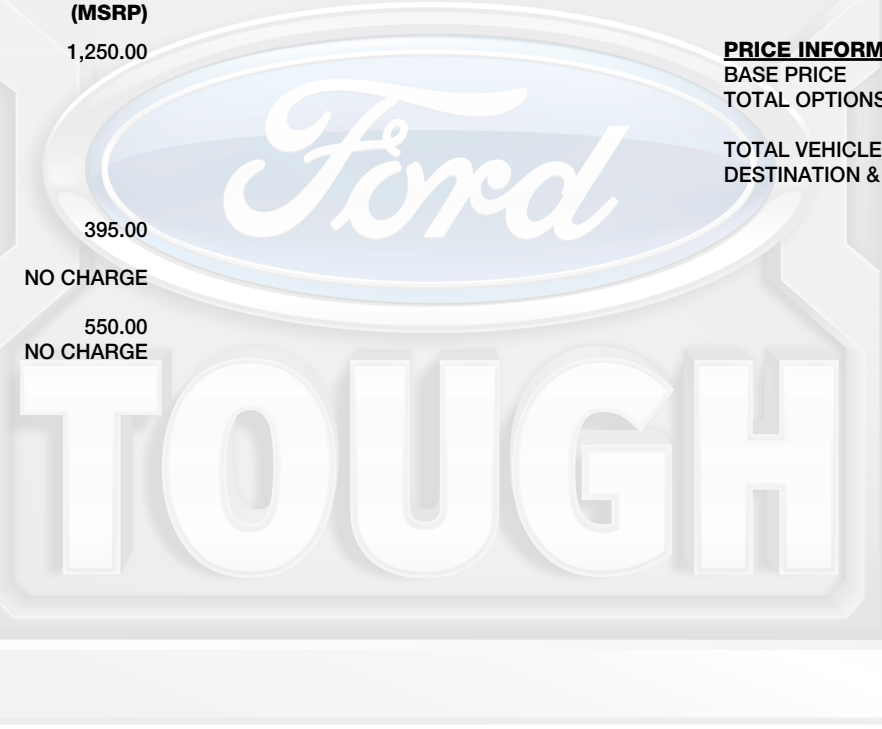 (MSRP)
1,250.00
395.00
NO CHARGE
550.00
NO CHARGE
PRICE INFORM
BASE PRICE
TOTAL OPTIONS
TOTAL VEHICLE
DESTINATION &
Ford
TOUGH